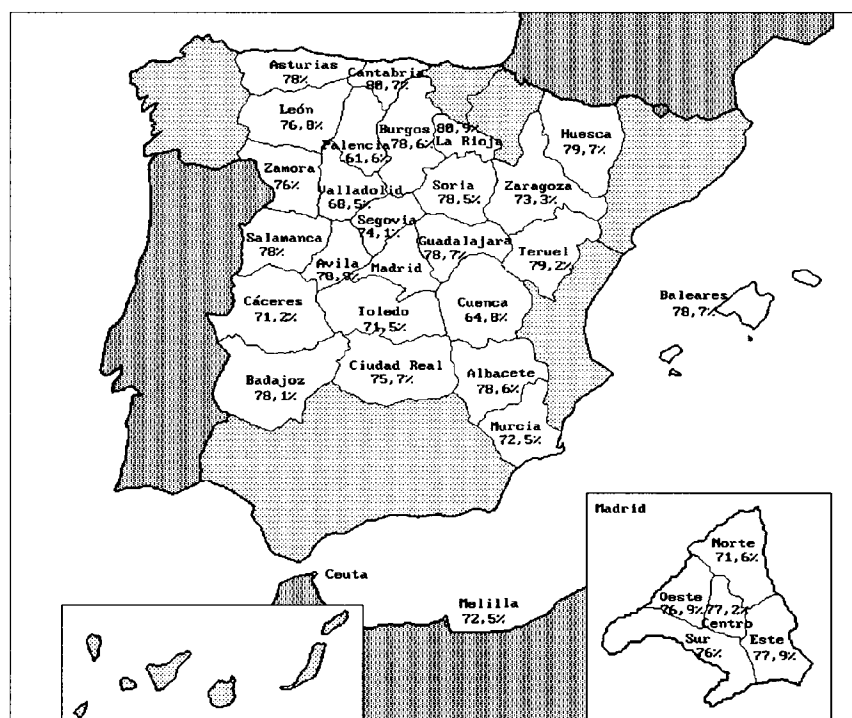 Asturias
78%
Cantabria
80,7%
León
76,8%
Palencia
61,6%
Burgos
78,6%
80,9%
La Rioja
Huesca
79,7%
Zamora
76%
Valladolid
68,5%
Soria
78,5%
Zaragoza
73,3%
Segovia
74,1%
Salamanca
78%
Avila
Madrid
Guadalajara
78,7%
Teruel
79,2%
Cáceres
71,2%
Toledo
71,5%
Cuenca
64,8%
Baleares
78,7%
Badajoz
78,1%
Ciudad Real
75,7%
Albacete
78,6%
Murcia
72,5%
Ceuta
Melilla
72,5%
Madrid
Norte
71,6%
Oeste
76,9%
77,2%
Centro
Sur
76%
Este
77,9%